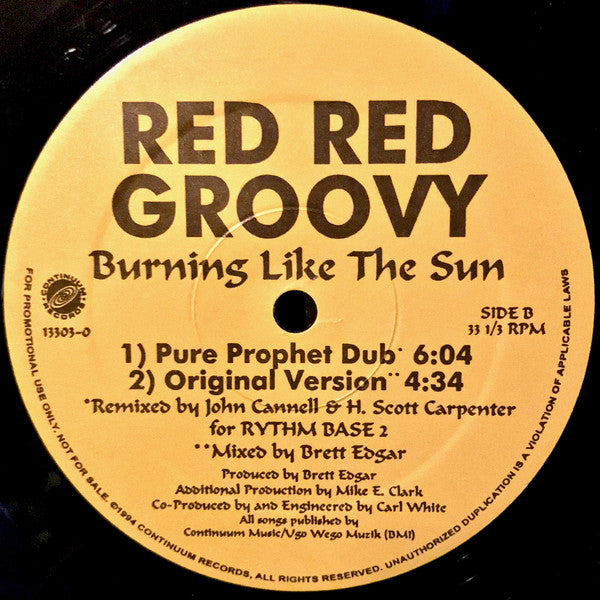 RED RED
GROOVY
Burning Like The Sun
CONTINUUM
RECORDS
13303-0
SIDE B
33 1/3 RPM
1) Pure Prophet Dub* 6:04
2) Original Version** 4:34
*Remixed by John Cannell & H. Scott Carpenter
for RYTHM BASE 2
**Mixed by Brett Edgar
Produced by Brett Edgar
Additional Production by Mike E. Clark
Co-Produced by and Engineered by Carl White
All songs published by
Continuum Music/Ugo Wego Muzik (BMI)
FOR PROMOTIONAL USE ONLY. NOT FOR SALE. ©1994 CONTINUUM RECORDS, ALL RIGHTS RESERVED. UNAUTHORIZED DUPLICATION IS A VIOLATION OF APPLICABLE LAWS